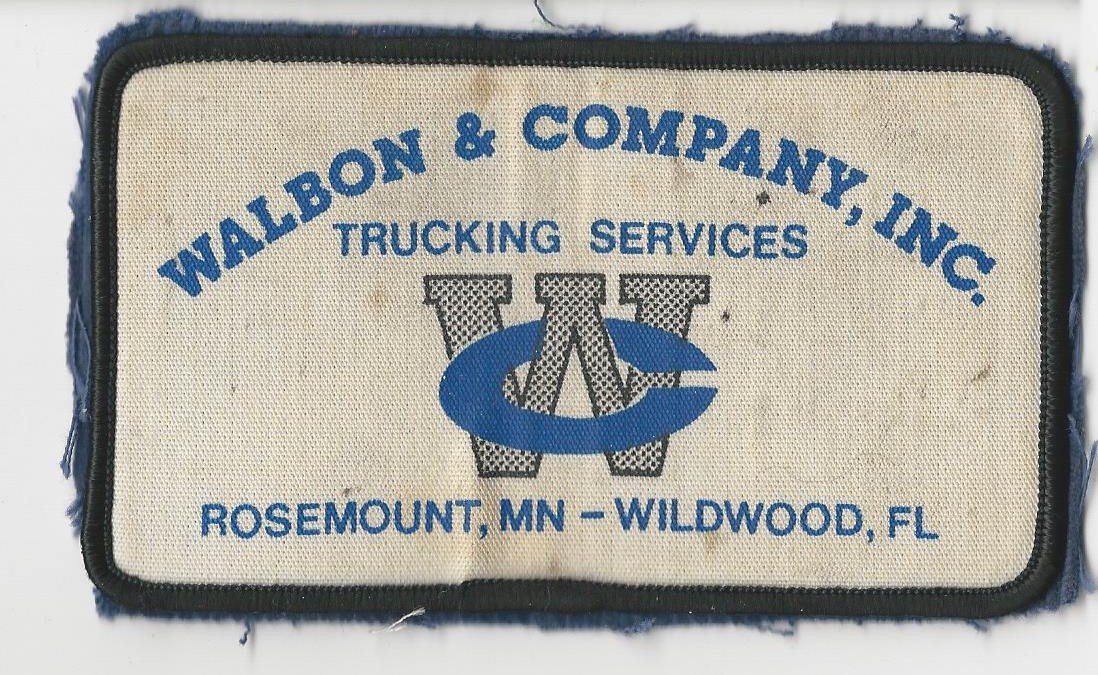 WALBON & COMPANY, INC.
TRUCKING SERVICES
WC
ROSEMOUNT, MN - WILDWOOD, FL